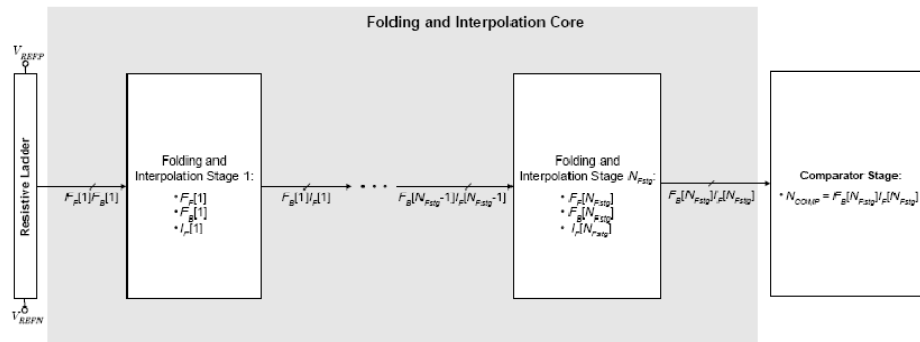 Folding and Interpolation Core
V_REFP
Resistive Ladder
V_REFN
F_F[1]F_B[1]
Folding and
Interpolation Stage 1:
• F_F[1]
• F_B[1]
• I_F[1]
F_B[1]I_F[1]
• • •
F_B[N_Fstg-1]I_F[N_Fstg-1]
Folding and
Interpolation Stage N_Fstg:
• F_F[N_Fstg]
• F_B[N_Fstg]
• I_F[N_Fstg]
F_B[N_Fstg]I_F[N_Fstg]
Comparator Stage:
• N_COMP = F_B[N_Fstg]I_F[N_Fstg]